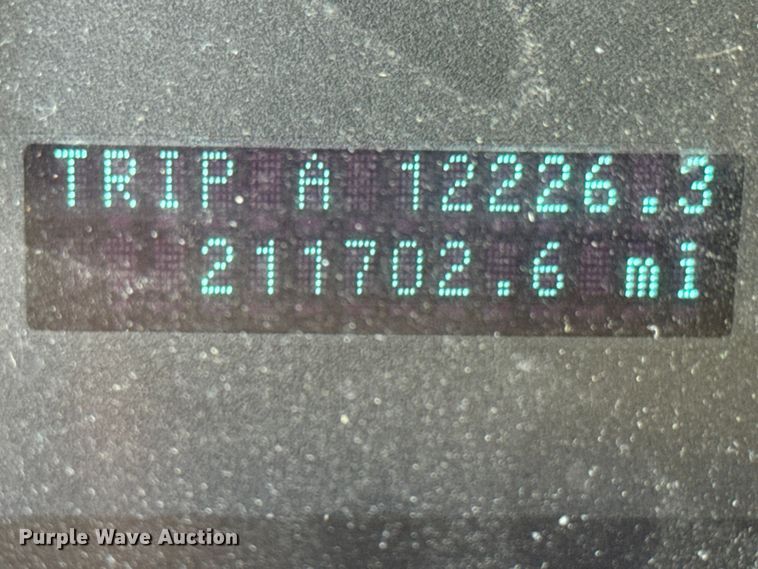 TRIP A 12226.3
211702.6 mi
Purple Wave Auction